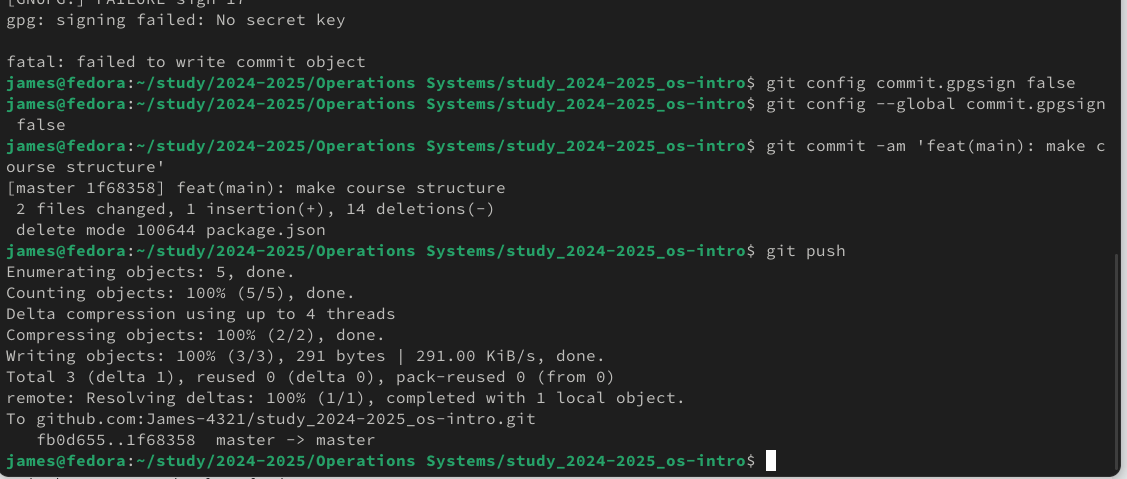 [GNUPG:] FAILURE sign 17
gpg: signing failed: No secret key
fatal: failed to write commit object
james@fedora:~/study/2024-2025/Operations Systems/study_2024-2025_os-intro$ git config commit.gpgsign false
james@fedora:~/study/2024-2025/Operations Systems/study_2024-2025_os-intro$ git config --global commit.gpgsign
 false
james@fedora:~/study/2024-2025/Operations Systems/study_2024-2025_os-intro$ git commit -am 'feat(main): make c
ourse structure'
[master 1f68358] feat(main): make course structure
 2 files changed, 1 insertion(+), 14 deletions(-)
 delete mode 100644 package.json
james@fedora:~/study/2024-2025/Operations Systems/study_2024-2025_os-intro$ git push
Enumerating objects: 5, done.
Counting objects: 100% (5/5), done.
Delta compression using up to 4 threads
Compressing objects: 100% (2/2), done.
Writing objects: 100% (3/3), 291 bytes | 291.00 KiB/s, done.
Total 3 (delta 1), reused 0 (delta 0), pack-reused 0 (from 0)
remote: Resolving deltas: 100% (1/1), completed with 1 local object.
To github.com:James-4321/study_2024-2025_os-intro.git
   fb0d655..1f68358  master -> master
james@fedora:~/study/2024-2025/Operations Systems/study_2024-2025_os-intro$